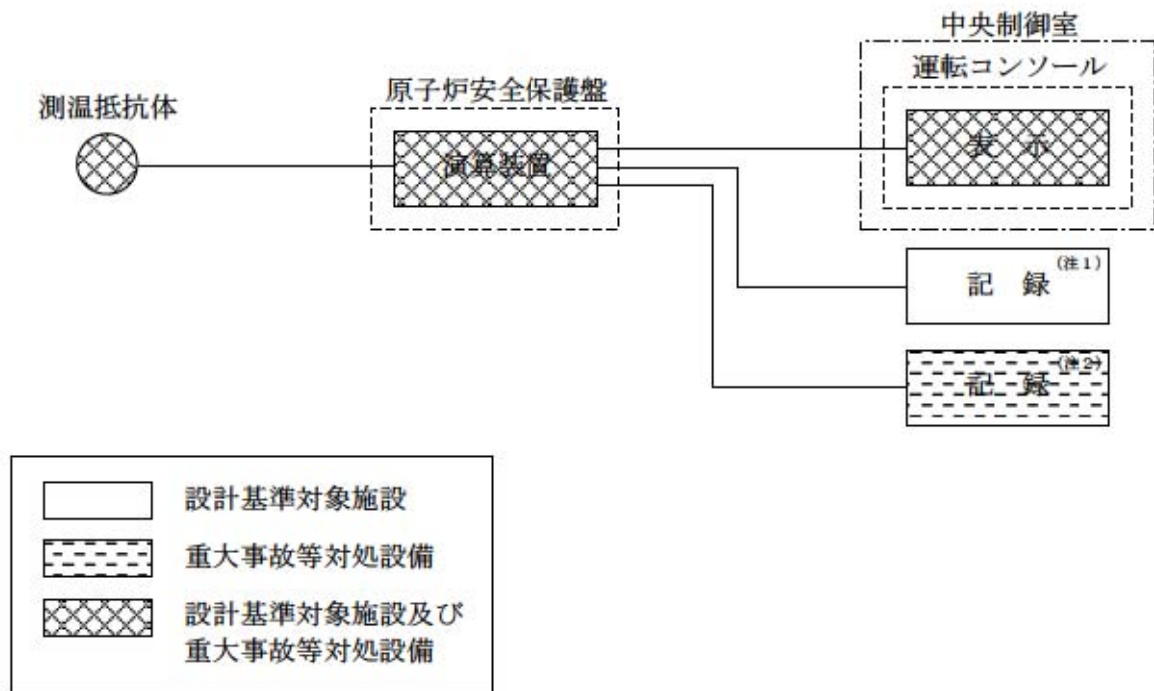 中央制御室
運転コンソール
原子炉安全保護盤
測温抵抗体
演算装置
表 示
記 録 (注1)
記 録 (注2)
設計基準対象施設
重大事故等対処設備
設計基準対象施設及び
重大事故等対処設備